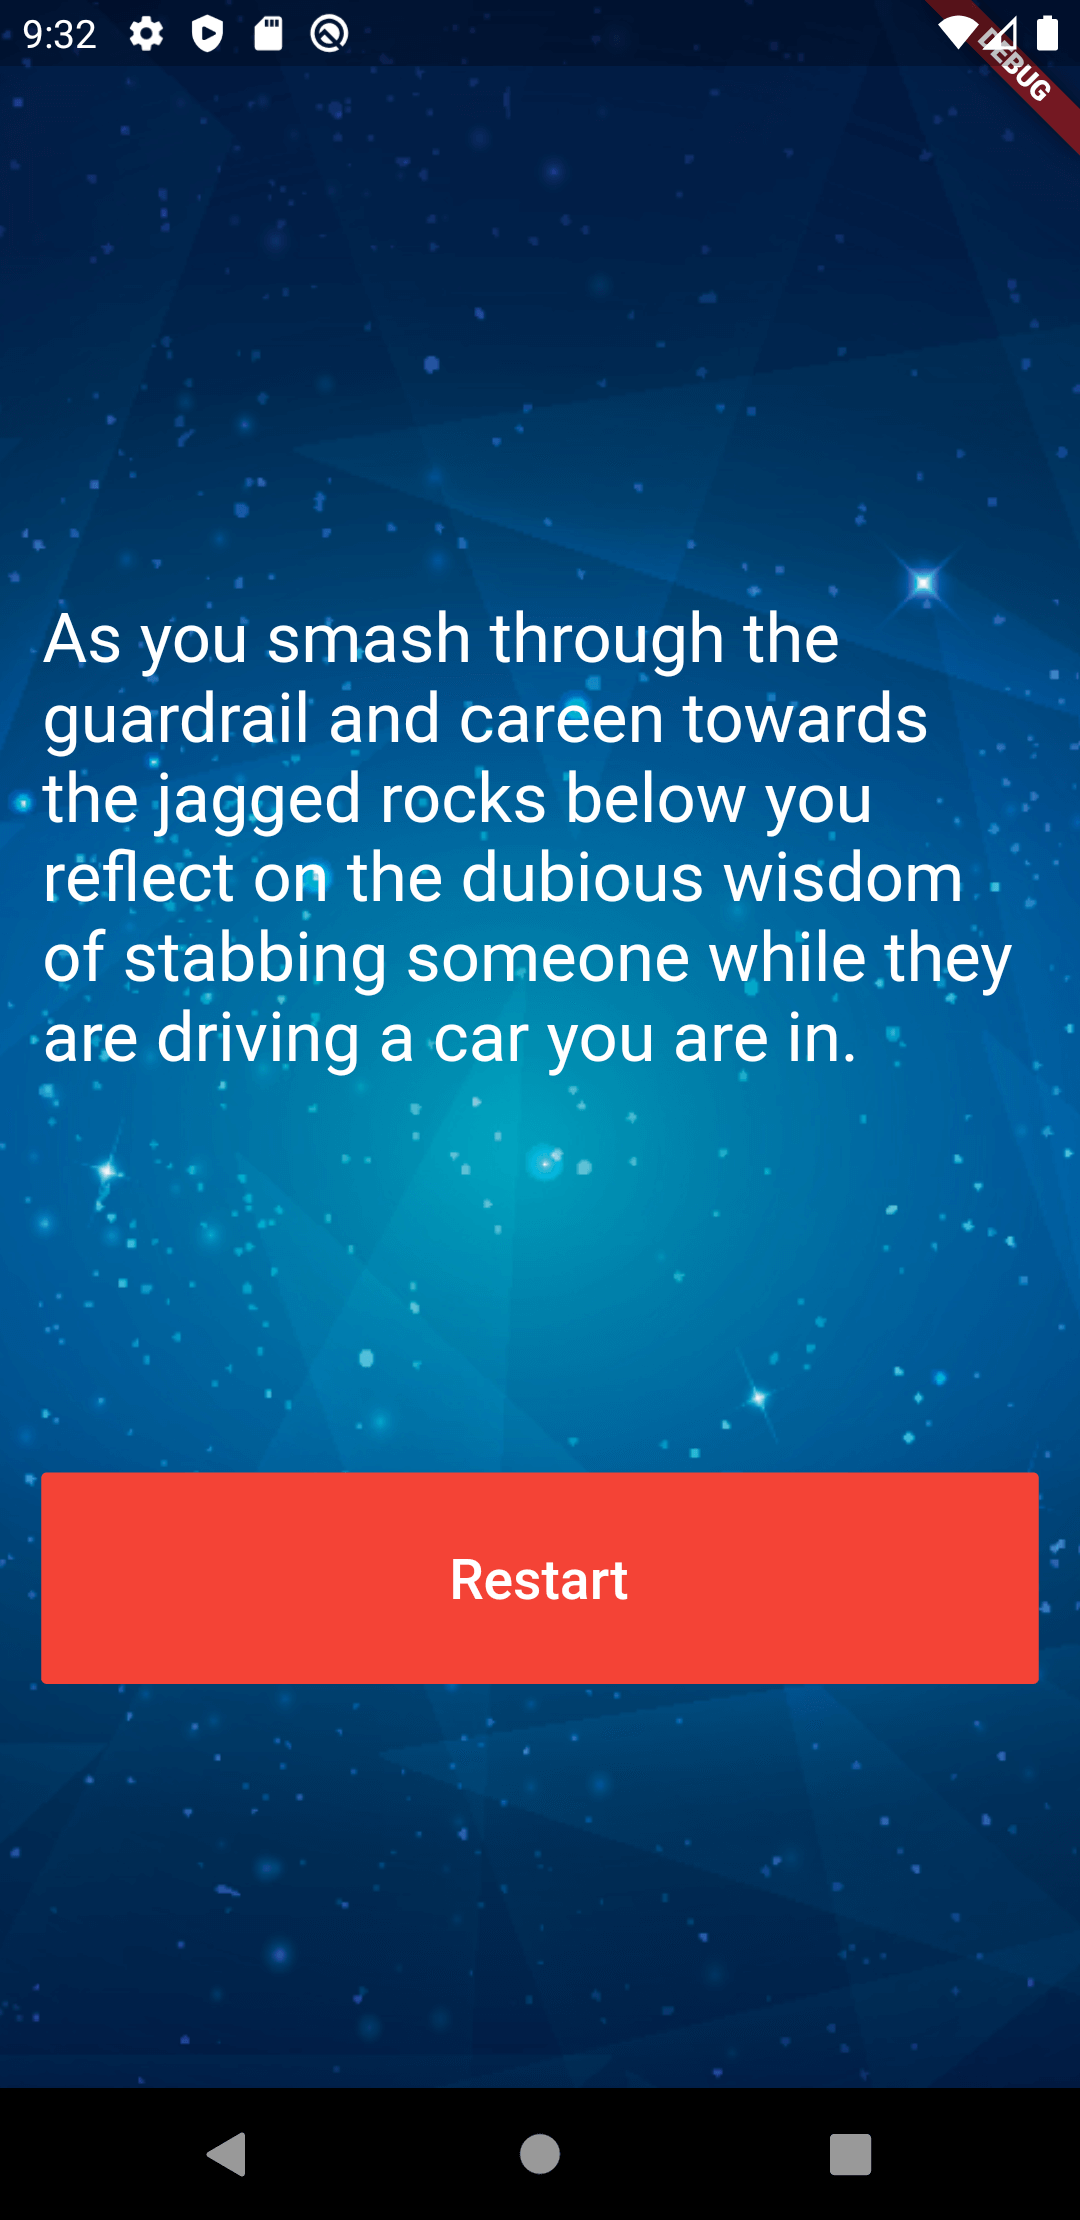 9:32
DEBUG
As you smash through the
guardrail and careen towards
the jagged rocks below you
reflect on the dubious wisdom
of stabbing someone while they
are driving a car you are in.
Restart